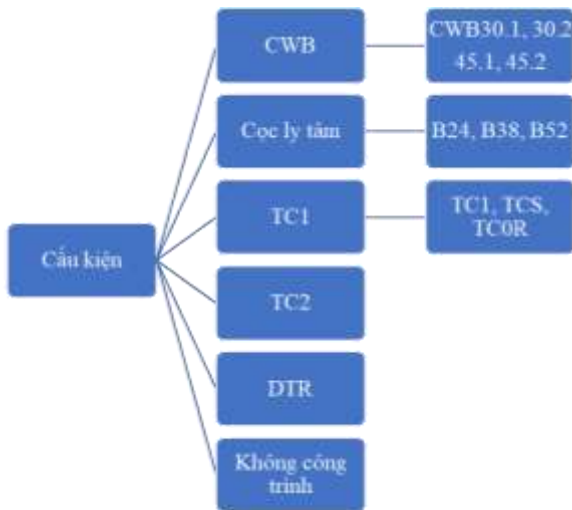 CWB
CWB30.1, 30.2
45.1, 45.2
Cọc ly tâm
B24, B38, B52
TC1
TC1, TCS,
TC0R
Cấu kiện
TC2
DTR
Không công
trình